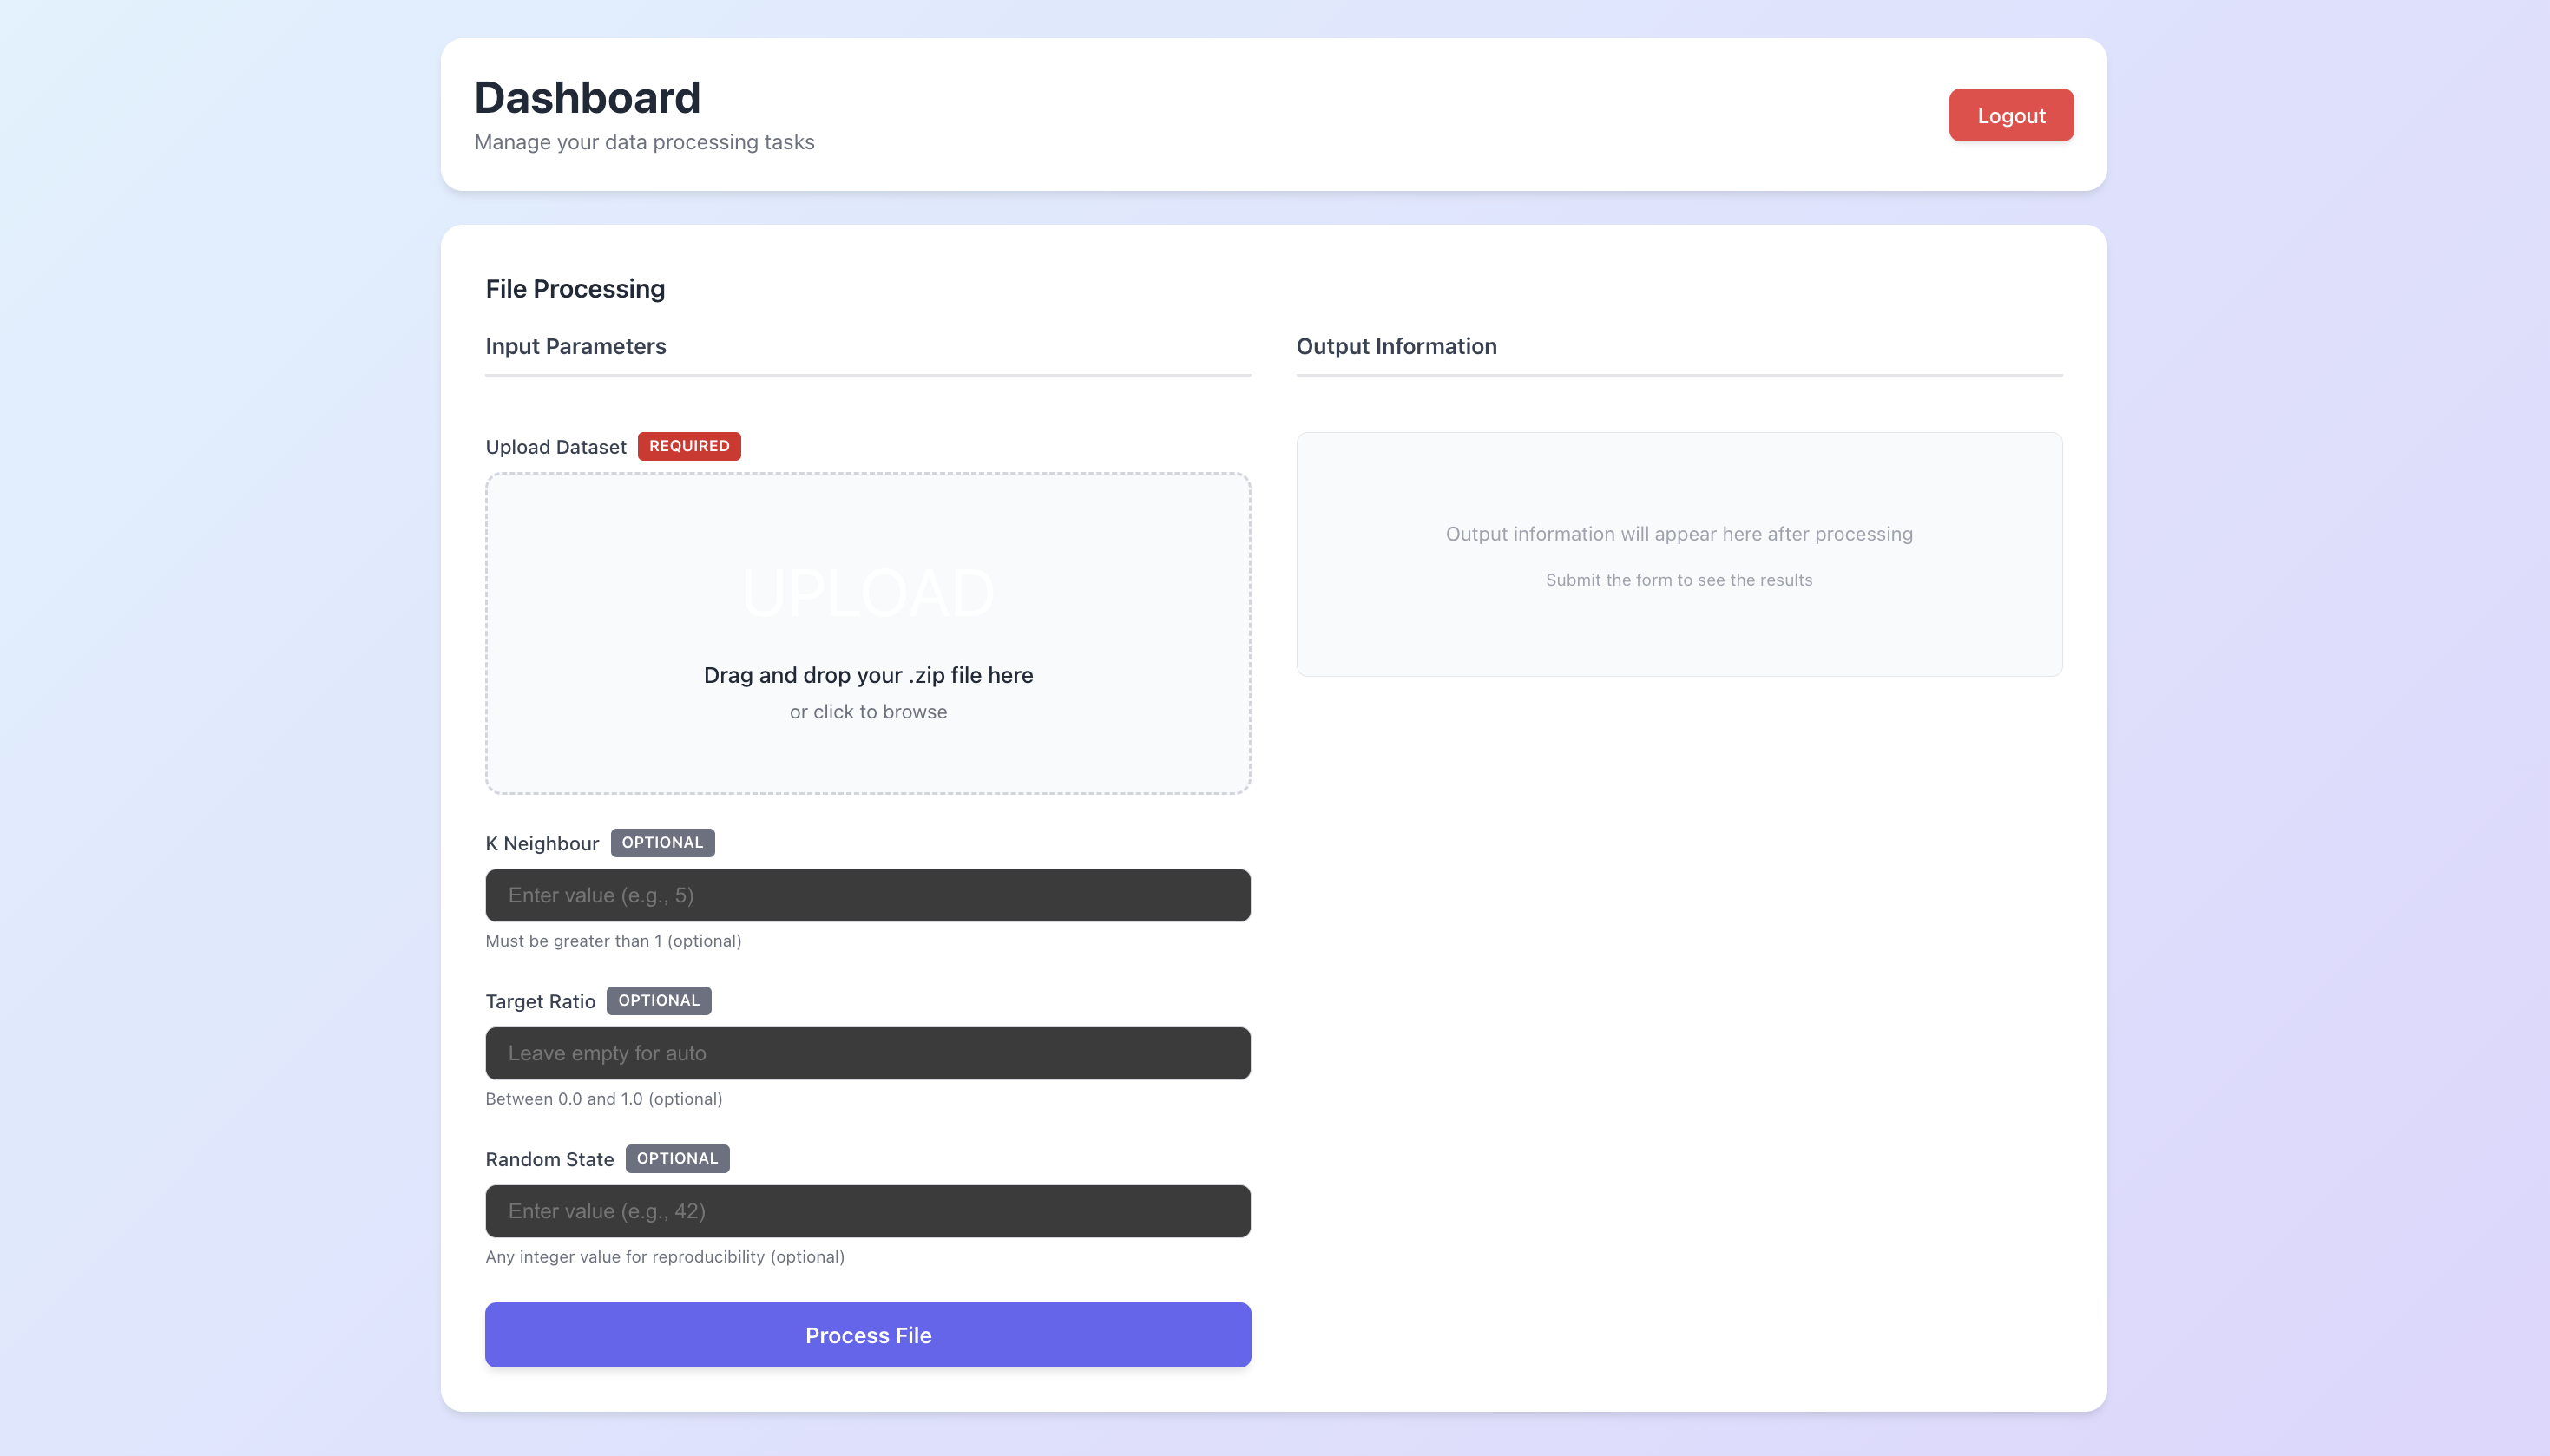 Dashboard
Manage your data processing tasks
Logout
File Processing
Input Parameters
Upload Dataset REQUIRED
UPLOAD
Drag and drop your .zip file here
or click to browse
K Neighbour OPTIONAL
Enter value (e.g., 5)
Must be greater than 1 (optional)
Target Ratio OPTIONAL
Leave empty for auto
Between 0.0 and 1.0 (optional)
Random State OPTIONAL
Enter value (e.g., 42)
Any integer value for reproducibility (optional)
Process File
Output Information
Output information will appear here after processing
Submit the form to see the results